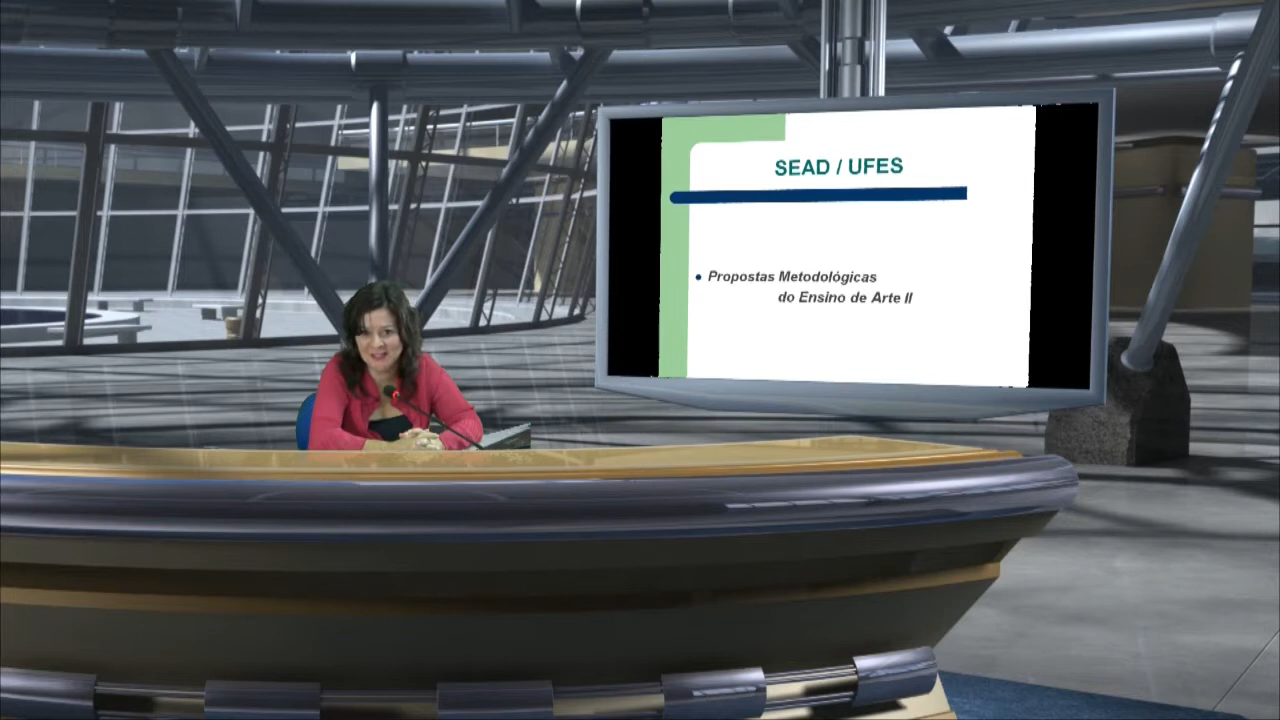 SEAD / UFES
• Propostas Metodológicas
do Ensino de Arte II